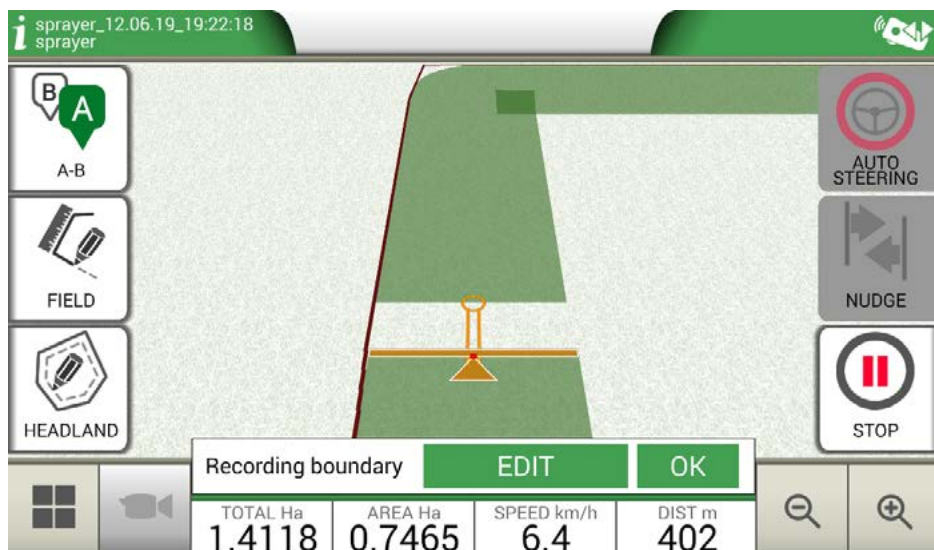 sprayer_12.06.19_19:22:18
sprayer
B
A
A-B
FIELD
HEADLAND
AUTO
STEERING
NUDGE
STOP
Recording boundary EDIT OK
TOTAL Ha AREA Ha SPEED km/h DIST m
1.4118 0.7465 6.4 402